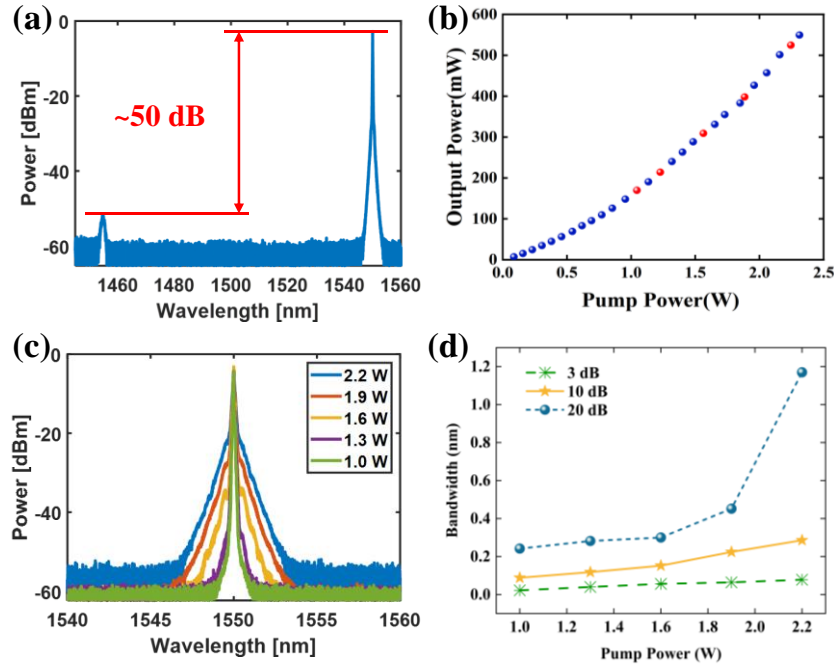 (a)
0
-20
-40
-60
Power [dBm]
~50 dB
1460
1480
1500
1520
1540
1560
Wavelength [nm]
(b)
600
500
400
300
200
100
0
Output Power(mW)
0.0
0.5
1.0
1.5
2.0
2.5
Pump Power(W)
(c)
0
-20
-40
-60
Power [dBm]
2.2 W
1.9 W
1.6 W
1.3 W
1.0 W
1540
1545
1550
1555
1560
Wavelength [nm]
(d)
1.2
1.0
0.8
0.6
0.4
0.2
0.0
Bandwidth (nm)
3 dB
10 dB
20 dB
1.0
1.2
1.4
1.6
1.8
2.0
2.2
Pump Power (W)